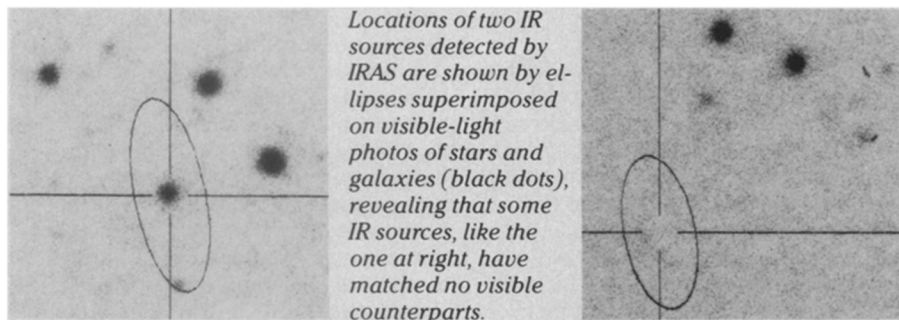 Locations of two IR
sources detected by
IRAS are shown by el-
lipses superimposed
on visible-light
photos of stars and
galaxies (black dots),
revealing that some
IR sources, like the
one at right, have
matched no visible
counterparts.